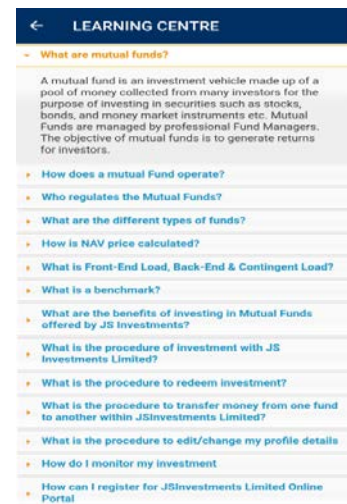 LEARNING CENTRE
What are mutual funds?
A mutual fund is an investment vehicle made up of a
pool of money collected from many investors for the
purpose of investing in securities such as stocks,
bonds, and money market instruments etc. Mutual
Funds are managed by professional Fund Managers.
The objective of mutual funds is to generate returns
for investors.
How does a mutual Fund operate?
Who regulates the Mutual Funds?
What are the different types of funds?
How is NAV price calculated?
What is Front-End Load, Back-End & Contingent Load?
What is a benchmark?
What are the benefits of investing in Mutual Funds
offered by JS Investments?
What is the procedure of investment with JS
Investments Limited?
What is the procedure to redeem investment?
What is the procedure to transfer money from one fund
to another within JSInvestments Limited?
What is the procedure to edit/change my profile details
How do I monitor my investment
How can I register for JSInvestments Limited Online
Portal